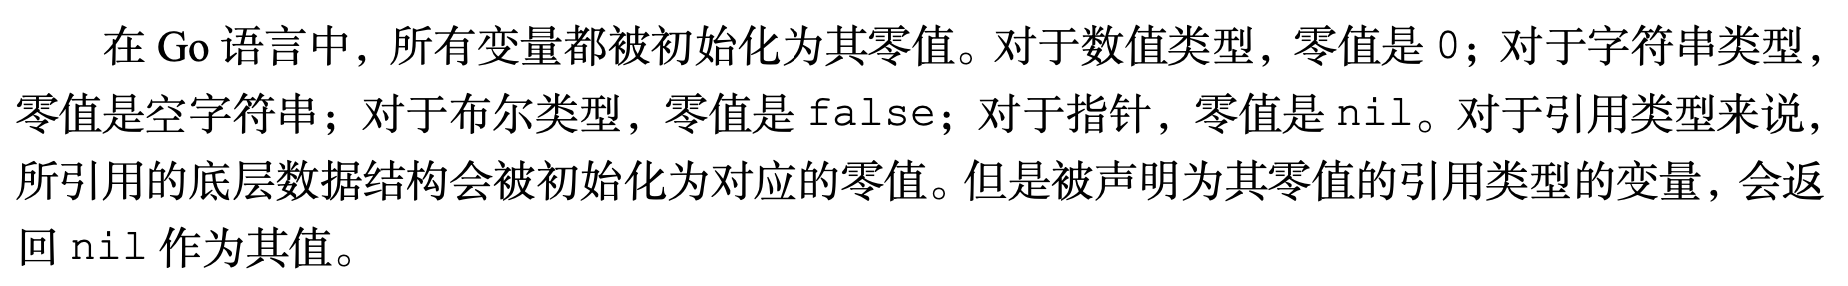 在 Go 语言中，所有变量都被初始化为其零值。对于数值类型，零值是 0；对于字符串类型，
零值是空字符串；对于布尔类型，零值是 false；对于指针，零值是 nil。对于引用类型来说，
所引用的底层数据结构会被初始化为对应的零值。但是被声明为其零值的引用类型的变量，会返
回 nil 作为其值。